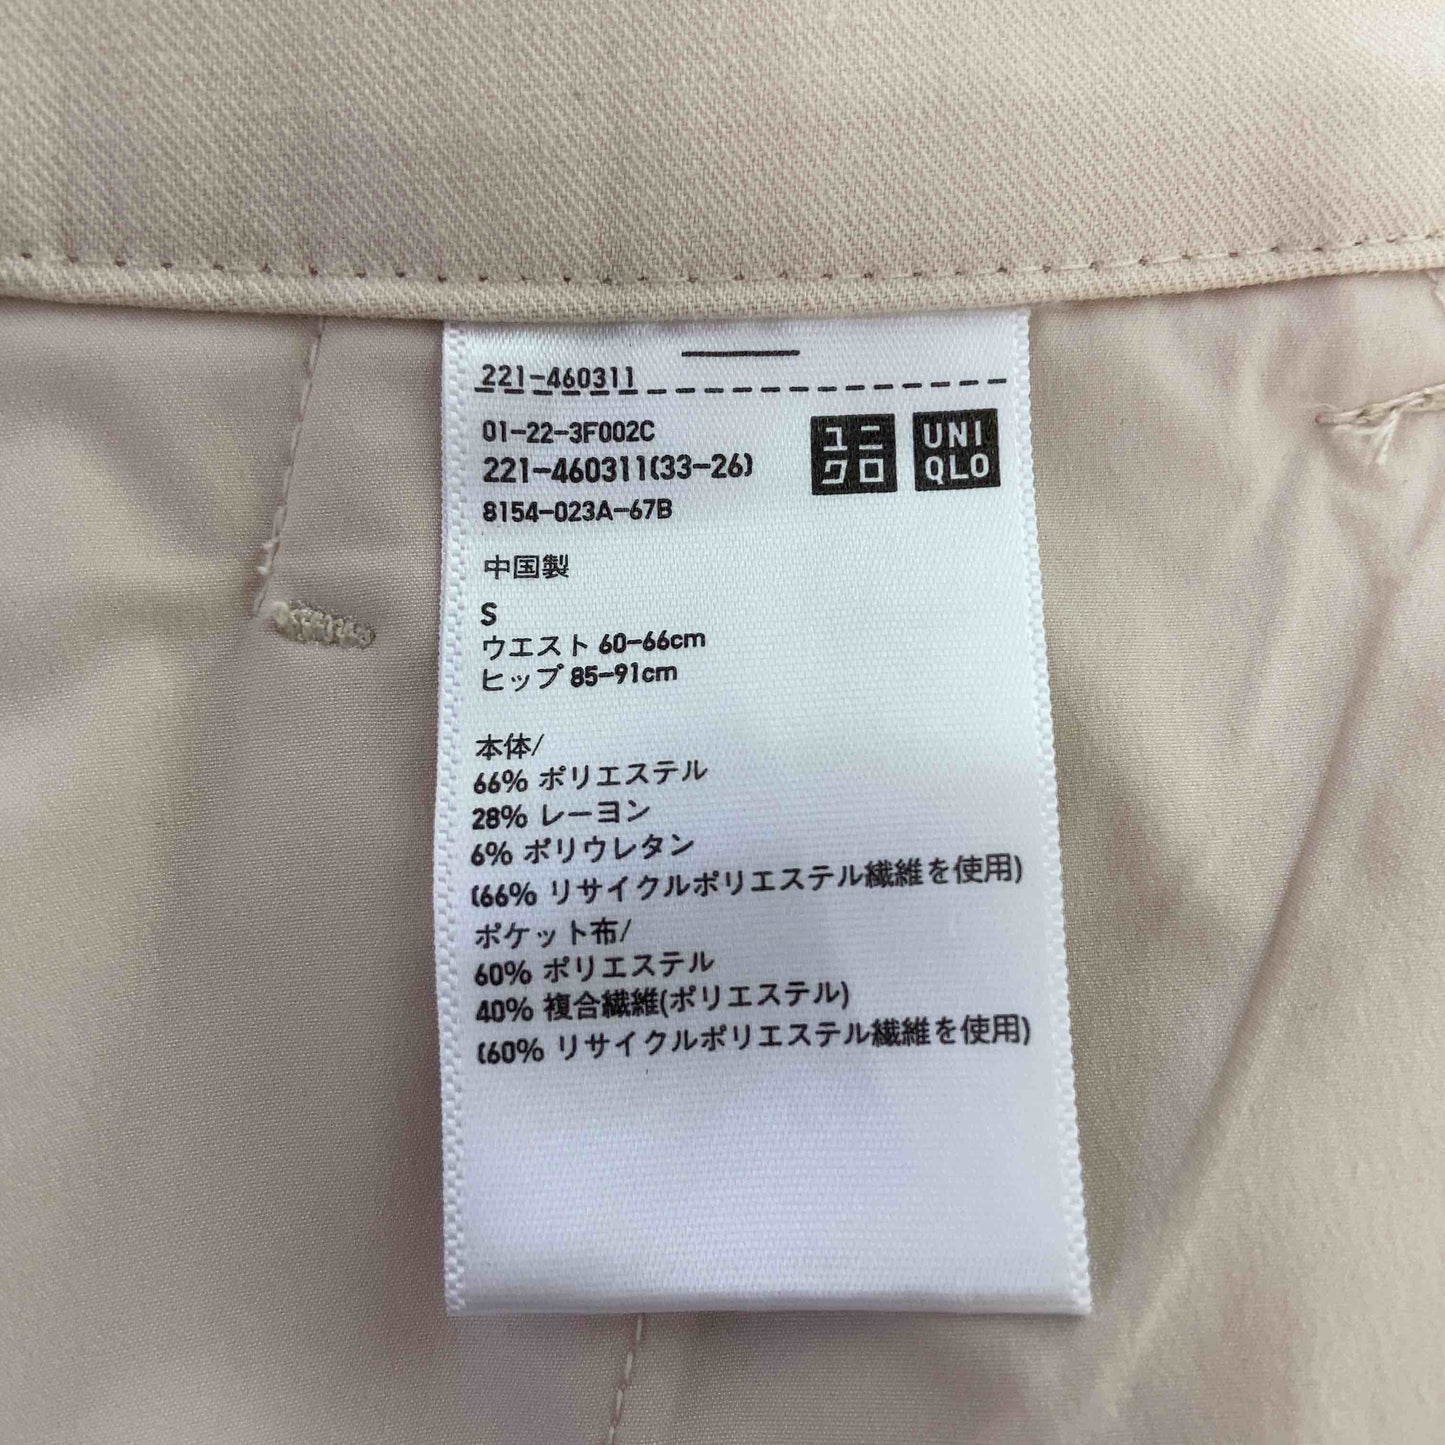 221-460311
01-22-3F002C
221-460311(33-26)
8154-023A-67B
ユニ
クロ
UNI
QLO
中国製
S
ウエスト 60-66cm
ヒップ 85-91cm
本体/
66% ポリエステル
28% レーヨン
6% ポリウレタン
(66% リサイクルポリエステル繊維を使用)
ポケット布/
60% ポリエステル
40% 複合繊維(ポリエステル)
(60% リサイクルポリエステル繊維を使用)